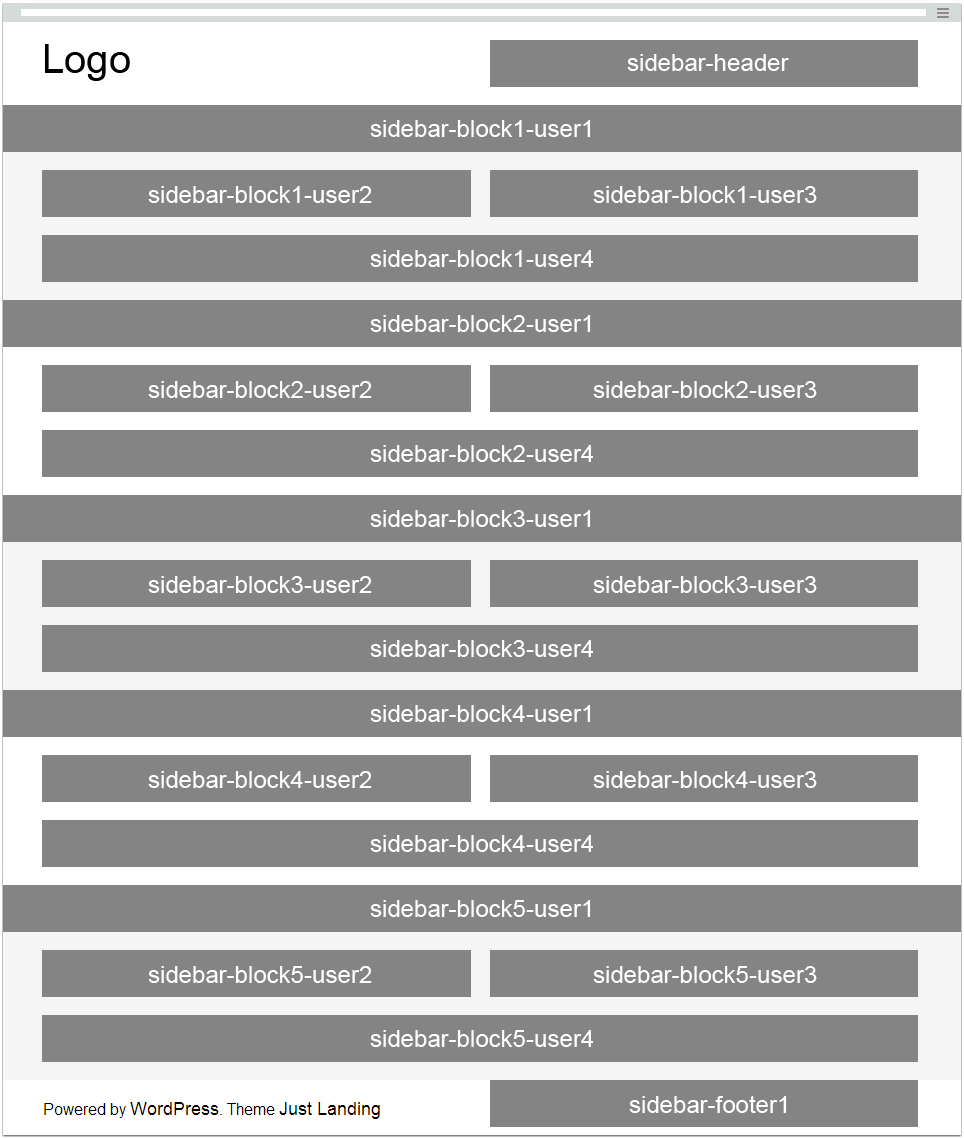 Logo
sidebar-header
sidebar-block1-user1
sidebar-block1-user2
sidebar-block1-user3
sidebar-block1-user4
sidebar-block2-user1
sidebar-block2-user2
sidebar-block2-user3
sidebar-block2-user4
sidebar-block3-user1
sidebar-block3-user2
sidebar-block3-user3
sidebar-block3-user4
sidebar-block4-user1
sidebar-block4-user2
sidebar-block4-user3
sidebar-block4-user4
sidebar-block5-user1
sidebar-block5-user2
sidebar-block5-user3
sidebar-block5-user4
Powered by WordPress. Theme Just Landing
sidebar-footer1